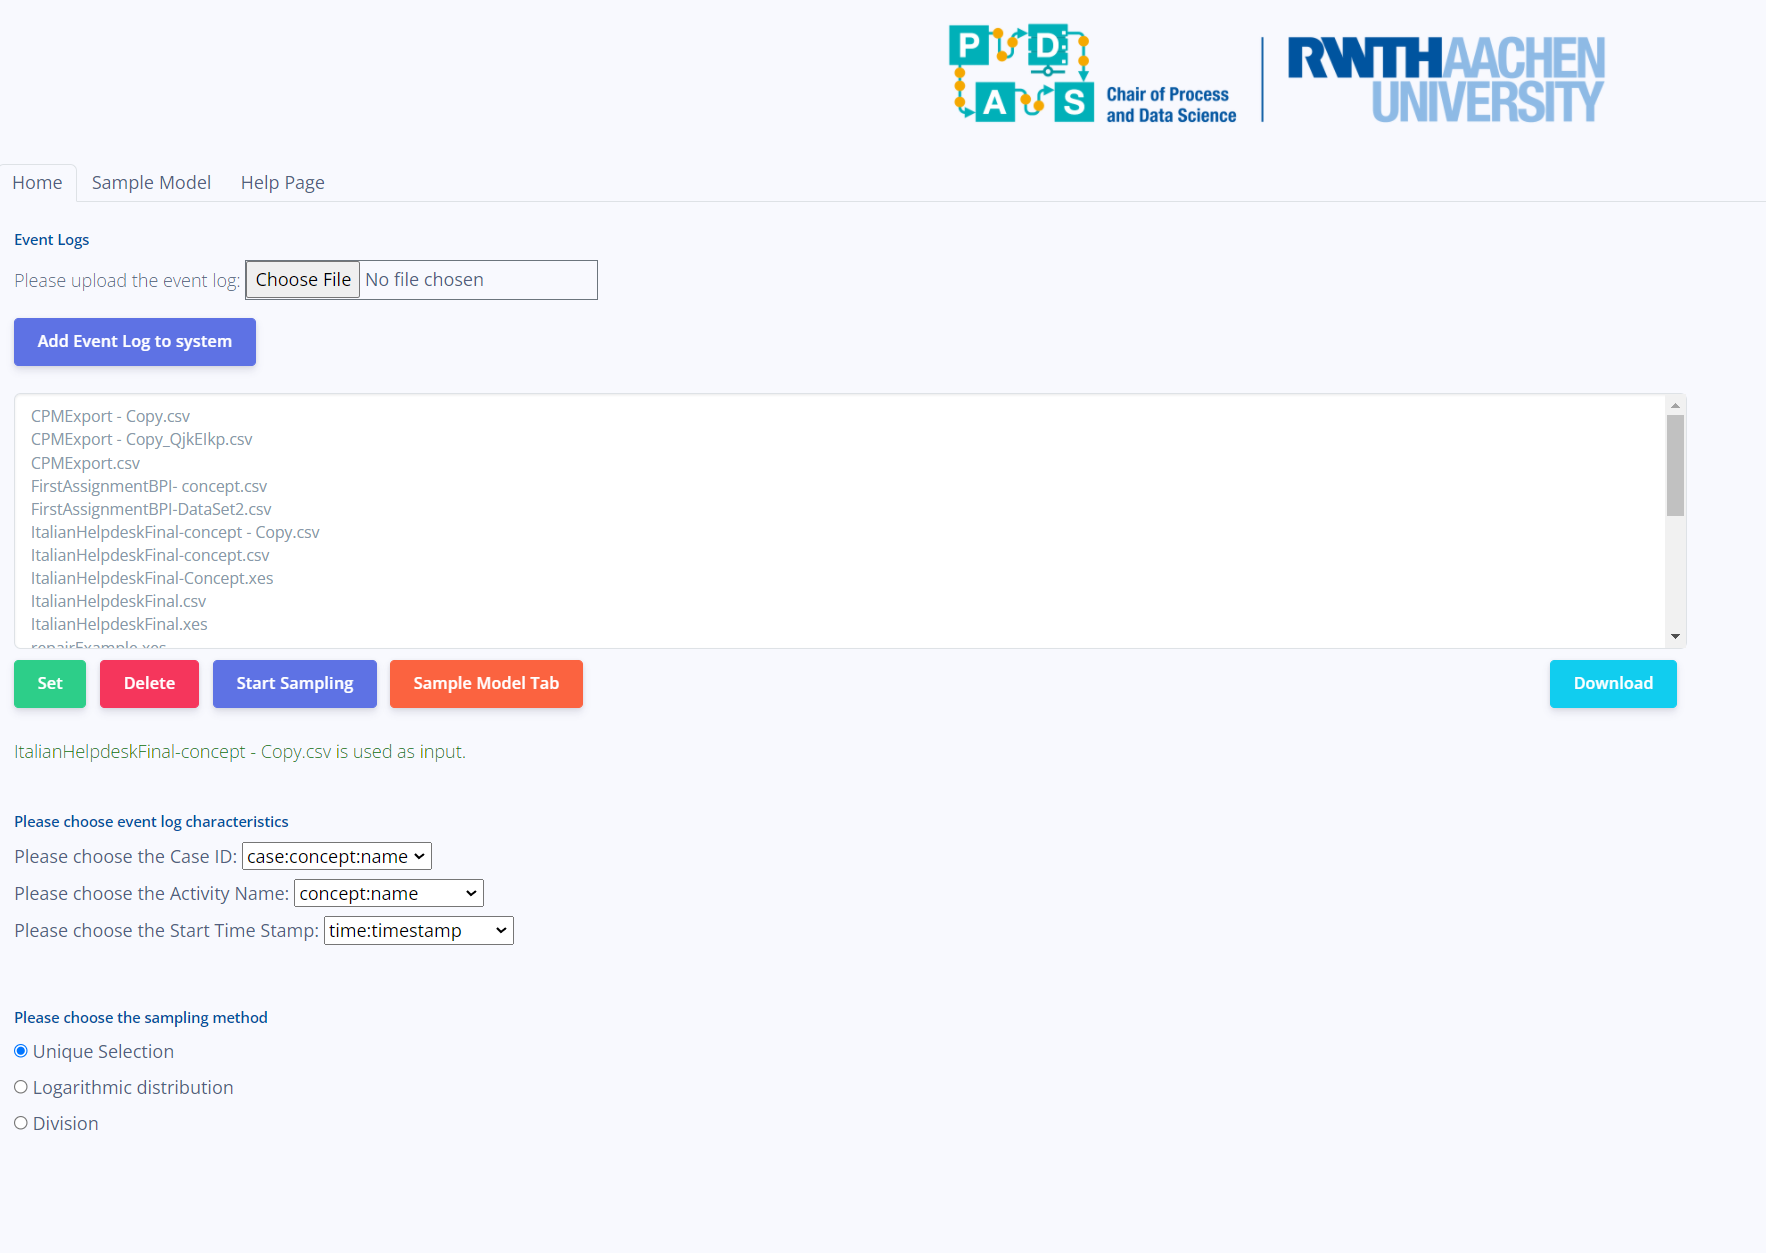 P D
A S
Chair of Process
and Data Science
RWTH AACHEN
UNIVERSITY
Home Sample Model Help Page
Event Logs
Please upload the event log: Choose File No file chosen
Add Event Log to system
CPMExport - Copy.csv
CPMExport - Copy_QjkEIkp.csv
CPMExport.csv
FirstAssignmentBPI- concept.csv
FirstAssignmentBPI-DataSet2.csv
ItalianHelpdeskFinal-concept - Copy.csv
ItalianHelpdeskFinal-concept.csv
ItalianHelpdeskFinal-Concept.xes
ItalianHelpdeskFinal.csv
ItalianHelpdeskFinal.xes
repairExample.xes
Set Delete Start Sampling Sample Model Tab Download
ItalianHelpdeskFinal-concept - Copy.csv is used as input.
Please choose event log characteristics
Please choose the Case ID: case:concept:name
Please choose the Activity Name: concept:name
Please choose the Start Time Stamp: time:timestamp
Please choose the sampling method
Unique Selection
Logarithmic distribution
Division